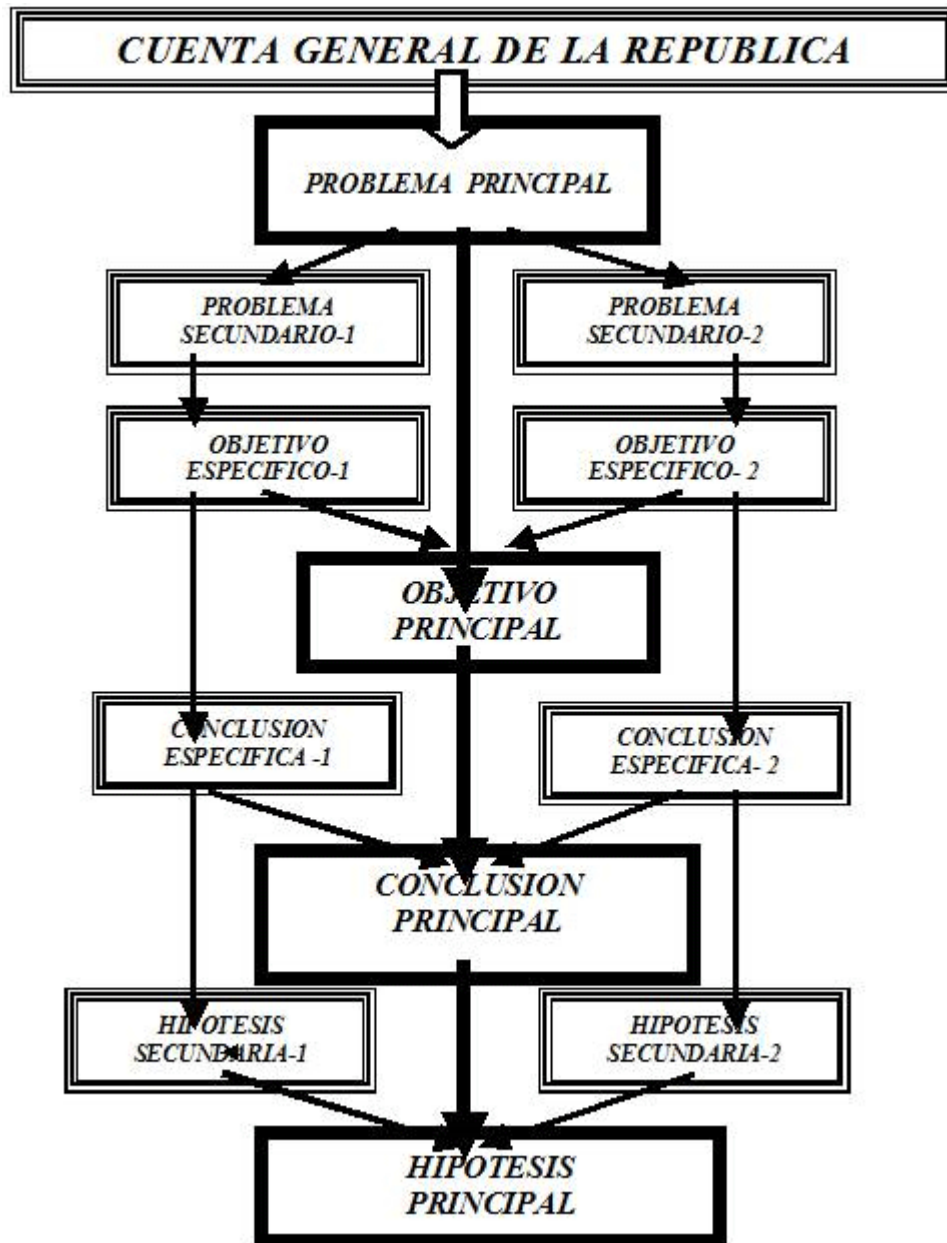 CUENTA GENERAL DE LA REPUBLICA
PROBLEMA PRINCIPAL
PROBLEMA
SECUNDARIO-1
PROBLEMA
SECUNDARIO-2
OBJETIVO
ESPECIFICO-1
OBJETIVO
ESPECIFICO- 2
OBJETIVO
PRINCIPAL
CONCLUSION
ESPECIFICA -1
CONCLUSION
ESPECIFICA- 2
CONCLUSION
PRINCIPAL
HIPOTESIS
SECUNDARIA-1
HIPOTESIS
SECUNDARIA-2
HIPOTESIS
PRINCIPAL